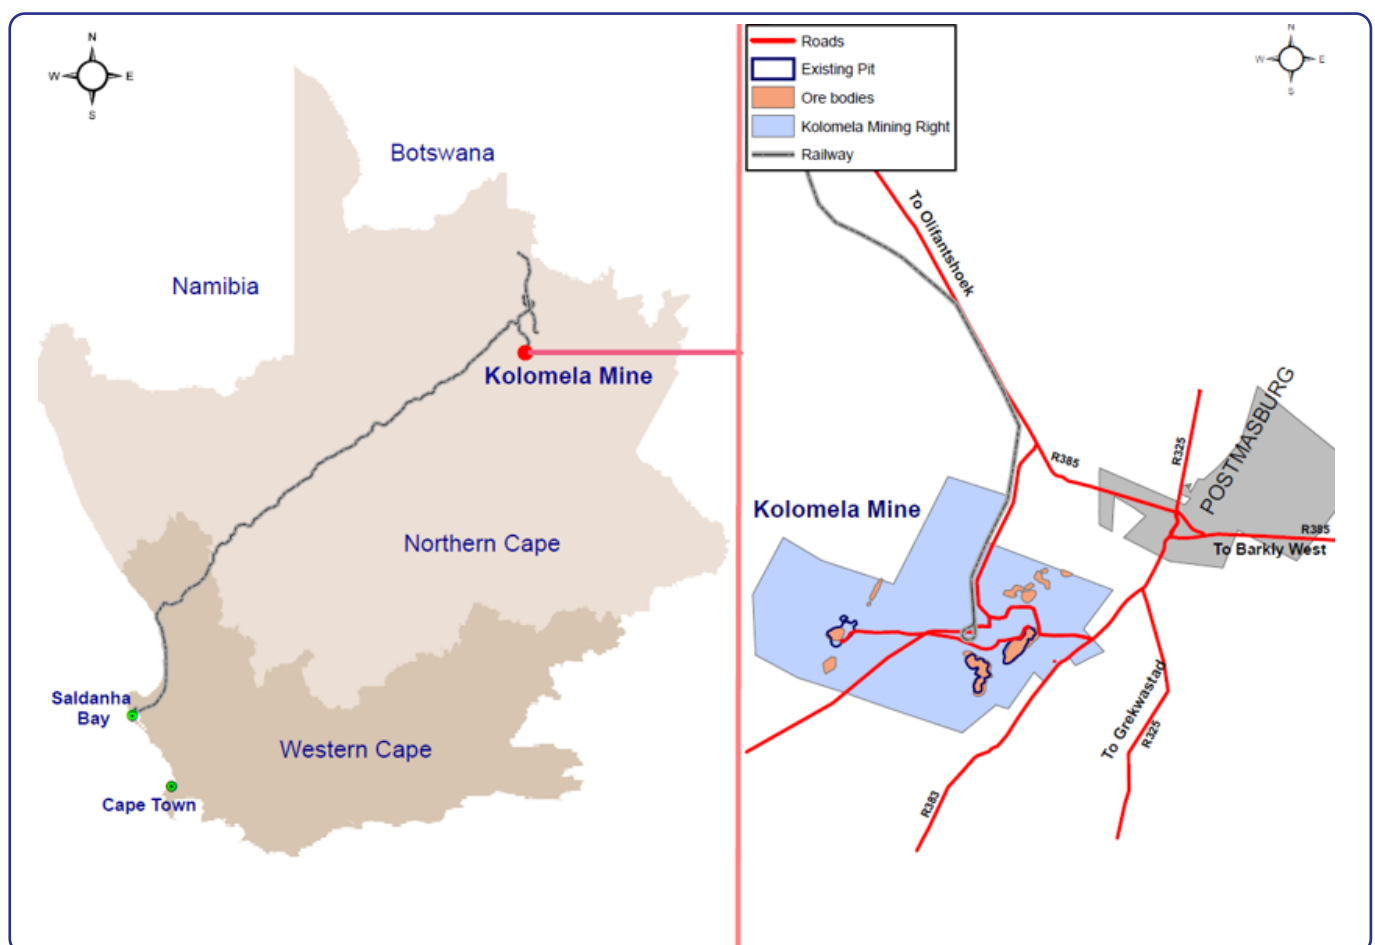 N
W
E
S
Botswana
Namibia
Kolomela Mine
Northern Cape
Saldanha
Bay
Western Cape
Cape Town
Roads
Existing Pit
Ore bodies
Kolomela Mining Right
Railway
N
W
E
S
To Olifantshoek
R385
R325
POSTMASBURG
R385
To Barkly West
Kolomela Mine
To Grekwastad
R325
R383